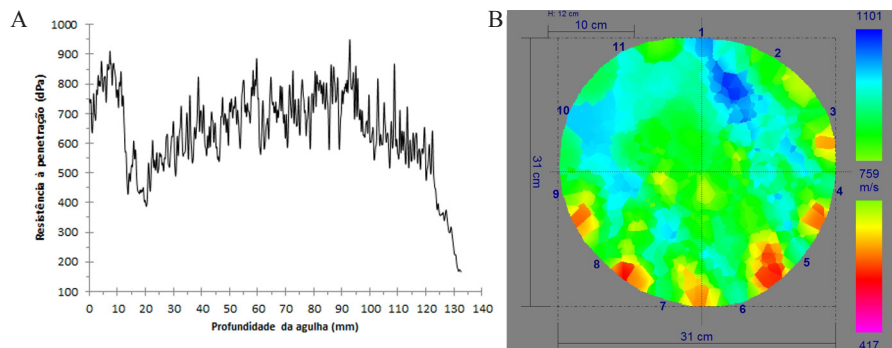 A
1000
900
800
700
600
500
400
300
200
100
0 10 20 30 40 50 60 70 80 90 100 110 120 130 140
Resistência à penetração (dPa)
Profundidade da agulha (mm)
B
H: 12 cm
10 cm
31 cm
31 cm
1
2
3
4
5
6
7
8
9
10
11
1101
759
m/s
417